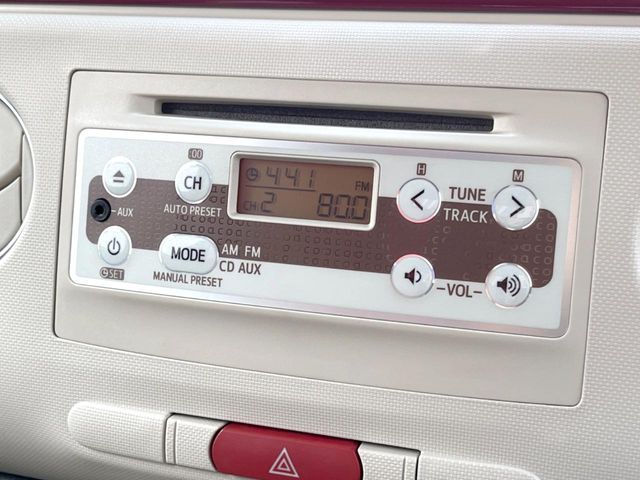 :00
H
M
4:41
FM
CH 2
80.0
CH
AUTO PRESET
AUX
TUNE
TRACK
MODE
AM FM
CD AUX
MANUAL PRESET
SET
-VOL-